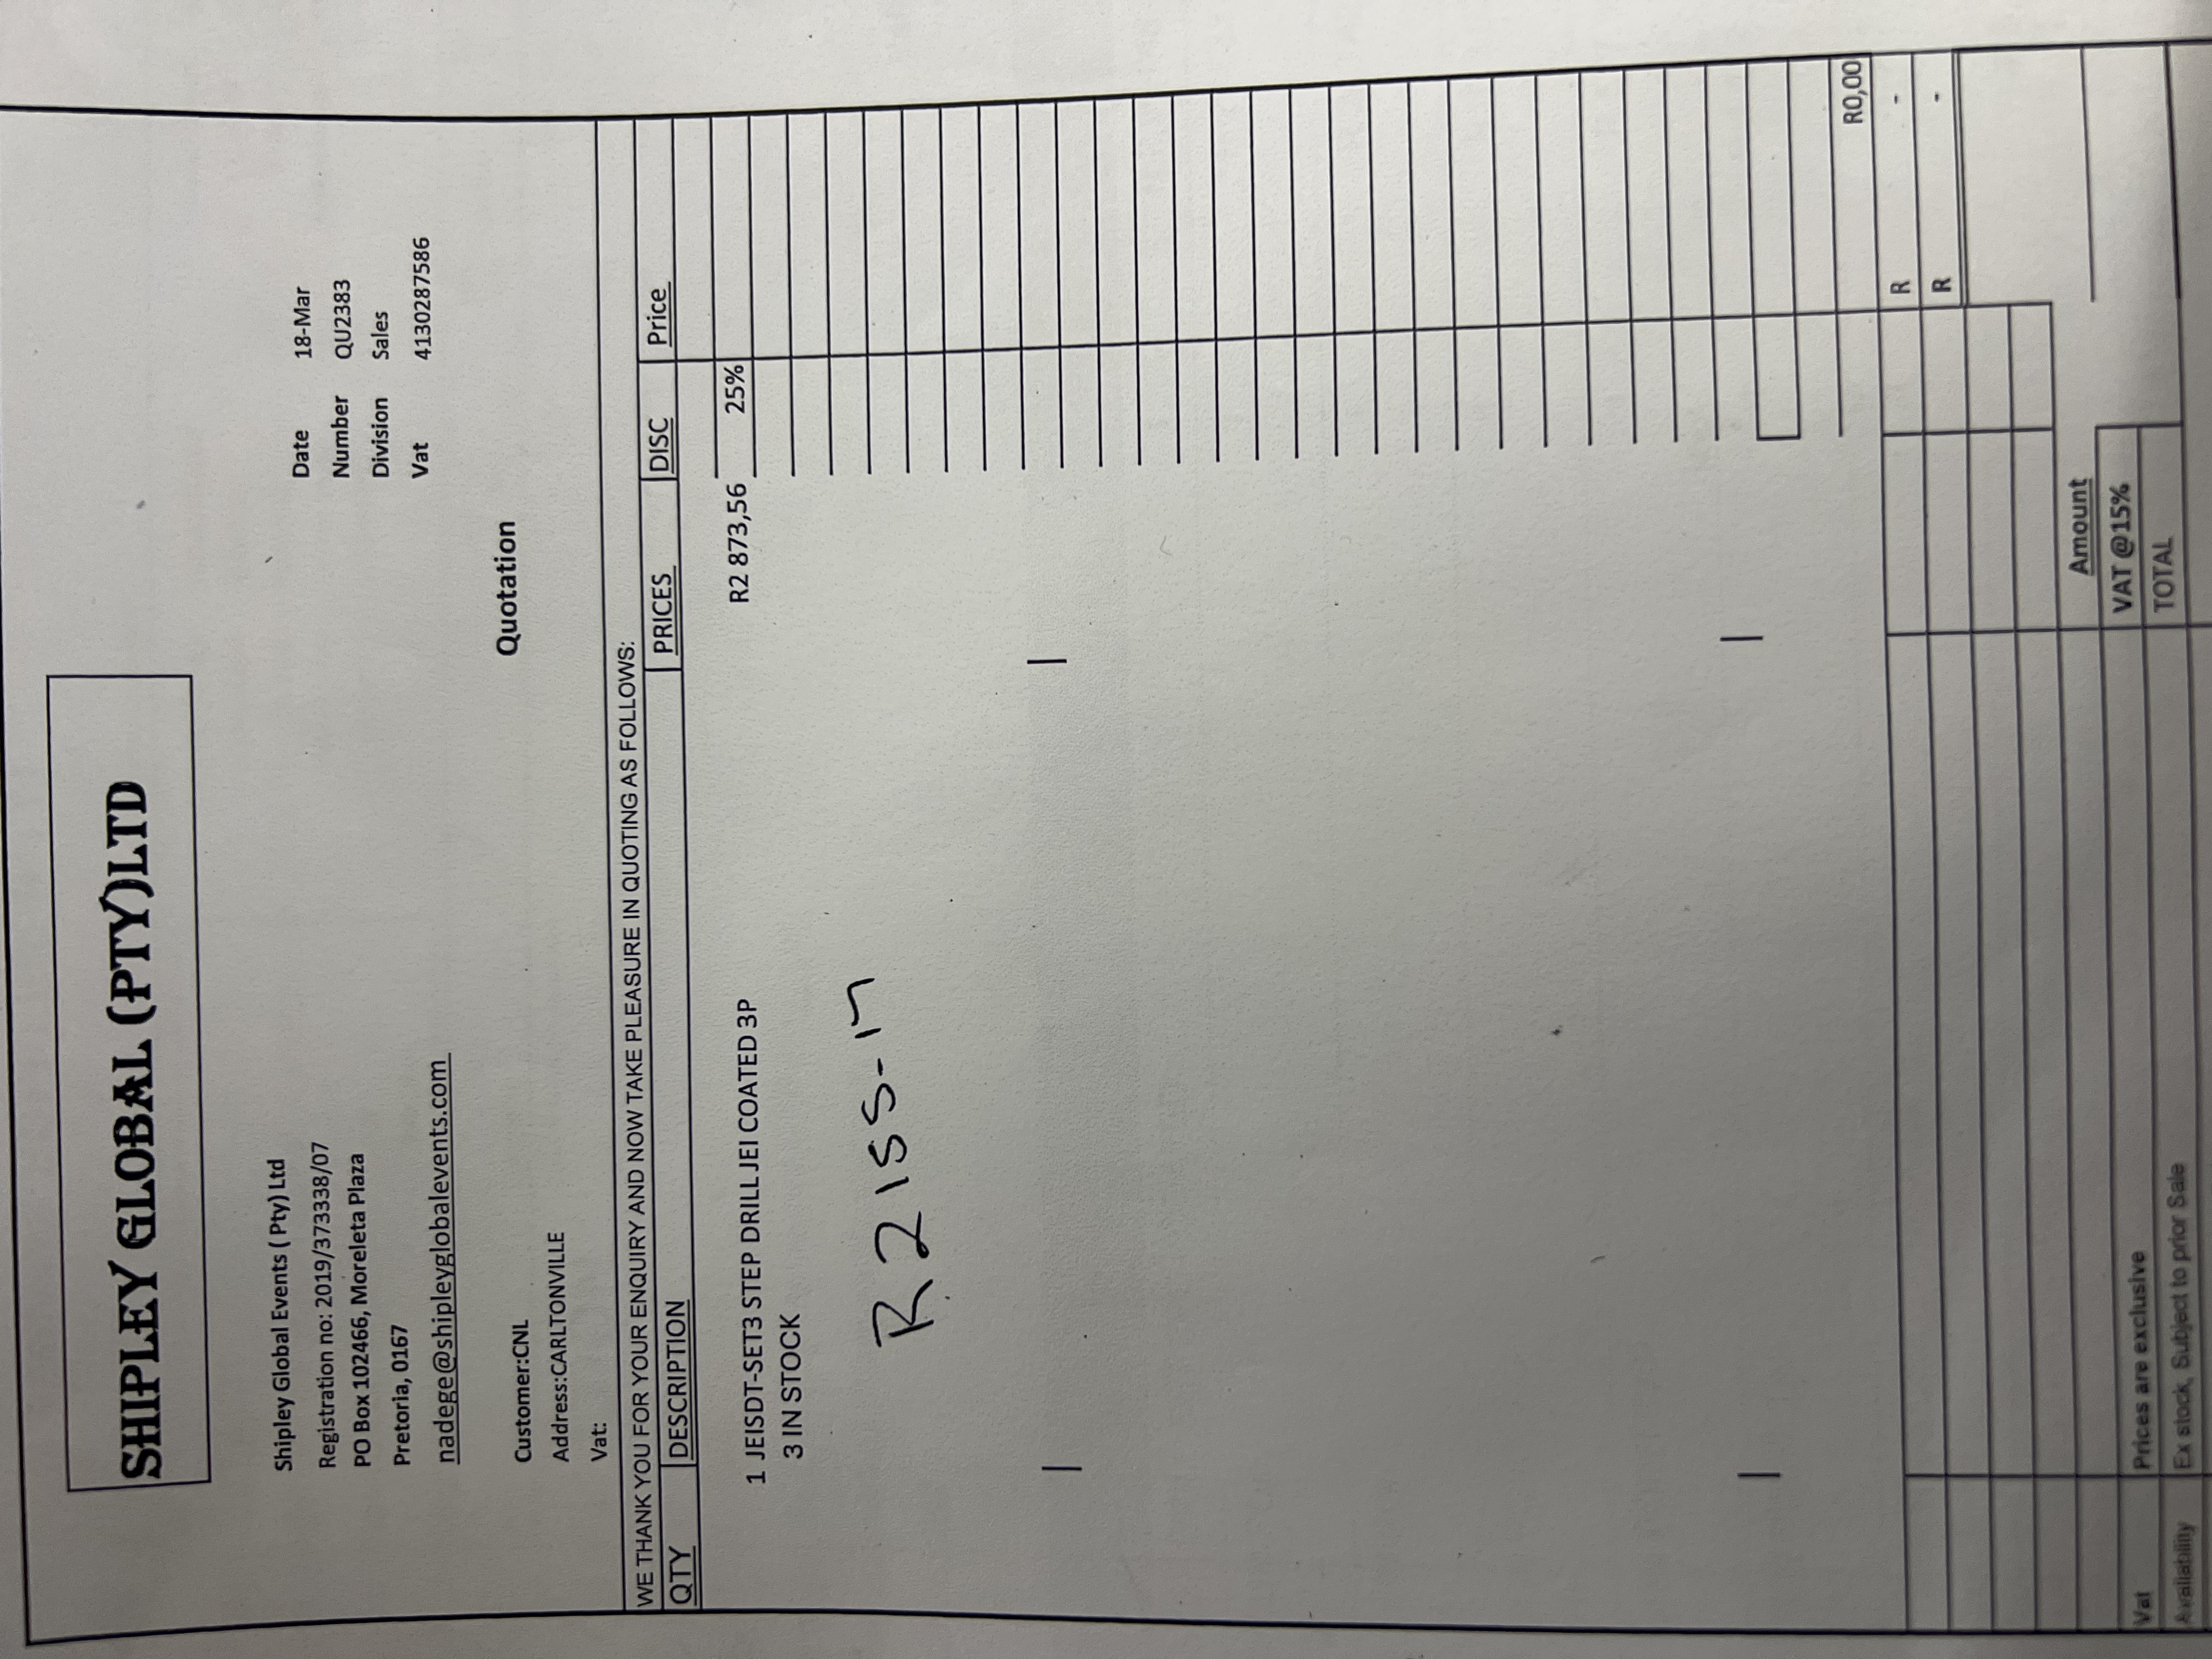 SHIPLEY GLOBAL (PTY)LTD
Shipley Global Events ( Pty) Ltd
Registration no: 2019/373338/07
PO Box 102466, Moreleta Plaza
Pretoria, 0167
nadege@shipleyglobalevents.com
Date 18-Mar
Number QU2383
Division Sales
Vat 4130287586
Quotation
Customer:CNL
Address:CARLTONVILLE
Vat:
WE THANK YOU FOR YOUR ENQUIRY AND NOW TAKE PLEASURE IN QUOTING AS FOLLOWS:
QTY DESCRIPTION PRICES DISC Price
1 JEISDT-SET3 STEP DRILL JEI COATED 3P R2 873,56 25%
3 IN STOCK
R2155-17
R0,00
R -
R -
Amount
VAT @15%
Vat Prices are exclusive
TOTAL
Availability Ex stock, Subject to prior Sale